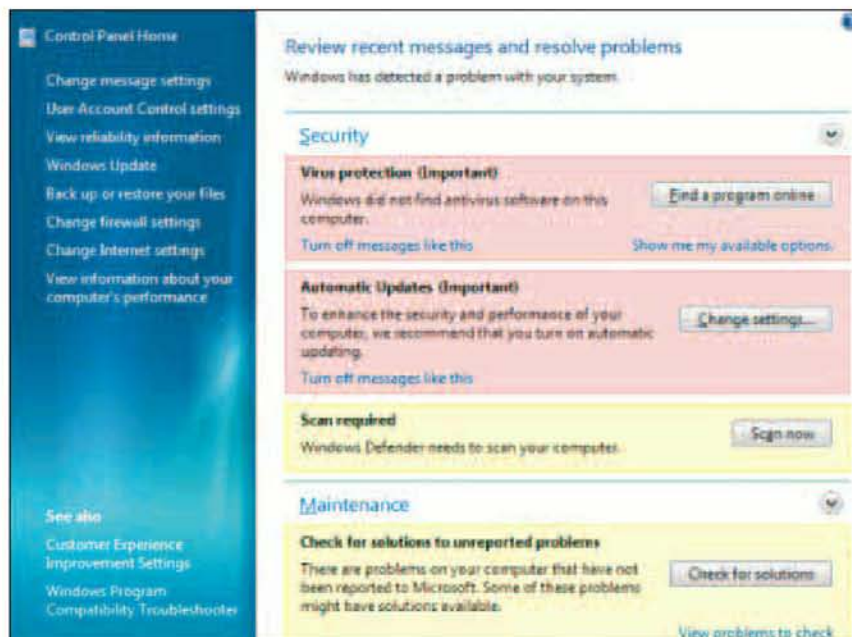 Control Panel Home
Change message settings
User Account Control settings
View reliability information
Windows Update
Back up or restore your files
Change firewall settings
Change Internet settings
View information about your
computer's performance
See also
Customer Experience
Improvement Settings
Windows Program
Compatibility Troubleshooter
Review recent messages and resolve problems
Windows has detected a problem with your system.
Security
Virus protection (Important)
Windows did not find antivirus software on this
computer.
Find a program online
Turn off messages like this
Show me my available options.
Automatic Updates (Important)
To enhance the security and performance of your
computer, we recommend that you turn on automatic
updating.
Change settings...
Turn off messages like this
Scan required
Windows Defender needs to scan your computer.
Scan now
Maintenance
Check for solutions to unreported problems
There are problems on your computer that have not
been reported to Microsoft. Some of these problems
might have solutions available.
Check for solutions
View problems to check